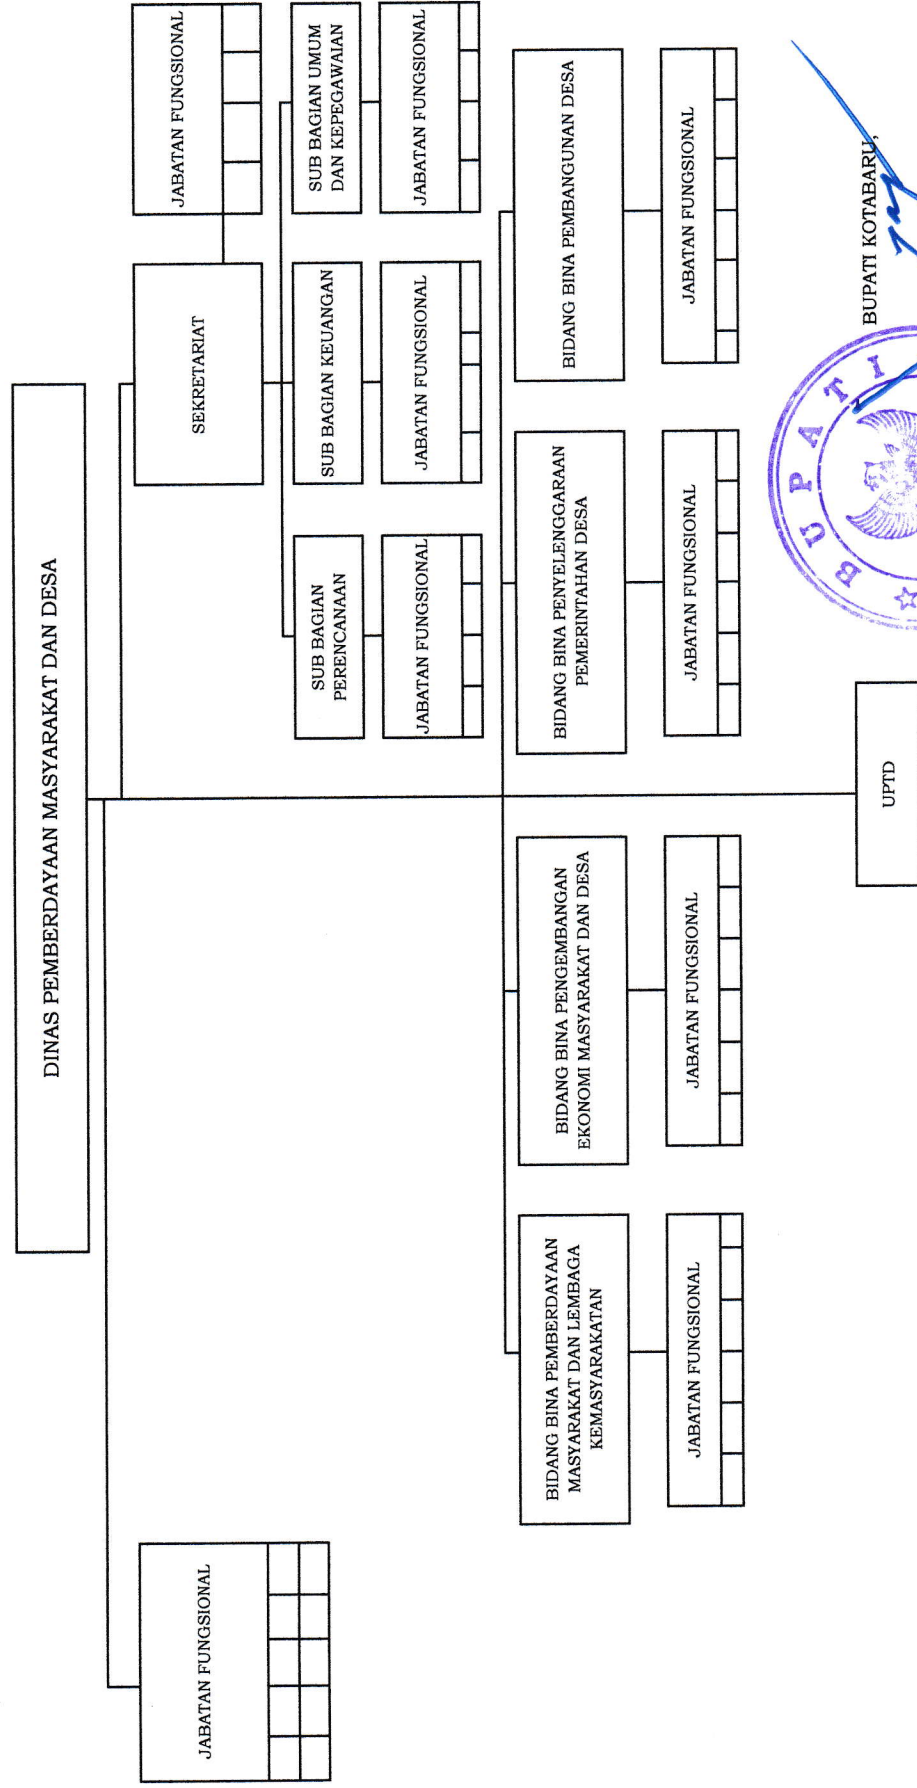 DINAS PEMBERDAYAAN MASYARAKAT DAN DESA
JABATAN FUNGSIONAL
SEKRETARIAT
JABATAN FUNGSIONAL
SUB BAGIAN
PERENCANAAN
SUB BAGIAN KEUANGAN
SUB BAGIAN UMUM
DAN KEPEGAWAIAN
JABATAN FUNGSIONAL
JABATAN FUNGSIONAL
JABATAN FUNGSIONAL
BIDANG BINA PEMBERDAYAAN
MASYARAKAT DAN LEMBAGA
KEMASYARAKATAN
BIDANG BINA PENGEMBANGAN
EKONOMI MASYARAKAT DAN DESA
BIDANG BINA PENYELENGGARAAN
PEMERINTAHAN DESA
BIDANG BINA PEMBANGUNAN DESA
JABATAN FUNGSIONAL
JABATAN FUNGSIONAL
JABATAN FUNGSIONAL
JABATAN FUNGSIONAL
UPTD
BUPATI KOTABARU,
BUPATI